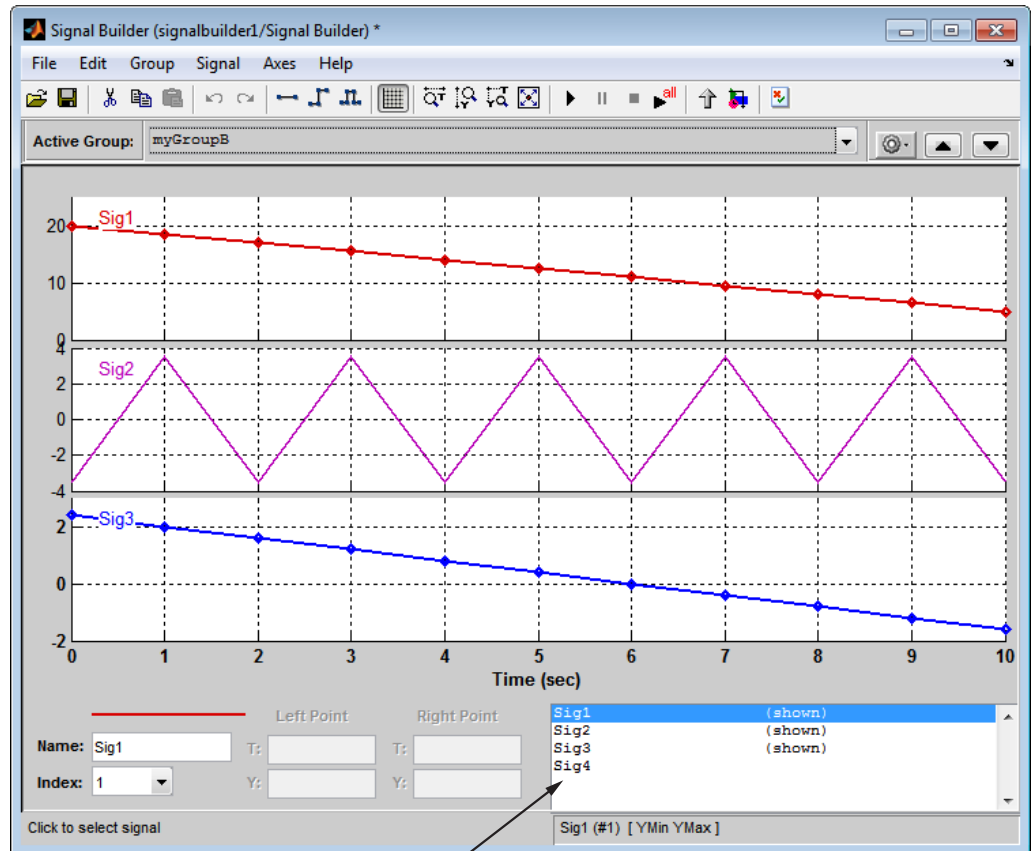 Signal Builder (signalbuilder1/Signal Builder) *
File Edit Group Signal Axes Help
all
Active Group: myGroupB
20
10
0
Sig1
4
2
0
-2
-4
Sig2
2
0
-2
Sig3
0 1 2 3 4 5 6 7 8 9 10
Time (sec)
Left Point Right Point
Name: Sig1 T: T:
Index: 1 Y: Y:
Sig1 (shown)
Sig2 (shown)
Sig3 (shown)
Sig4
Click to select signal
Sig1 (#1) [ YMin YMax ]